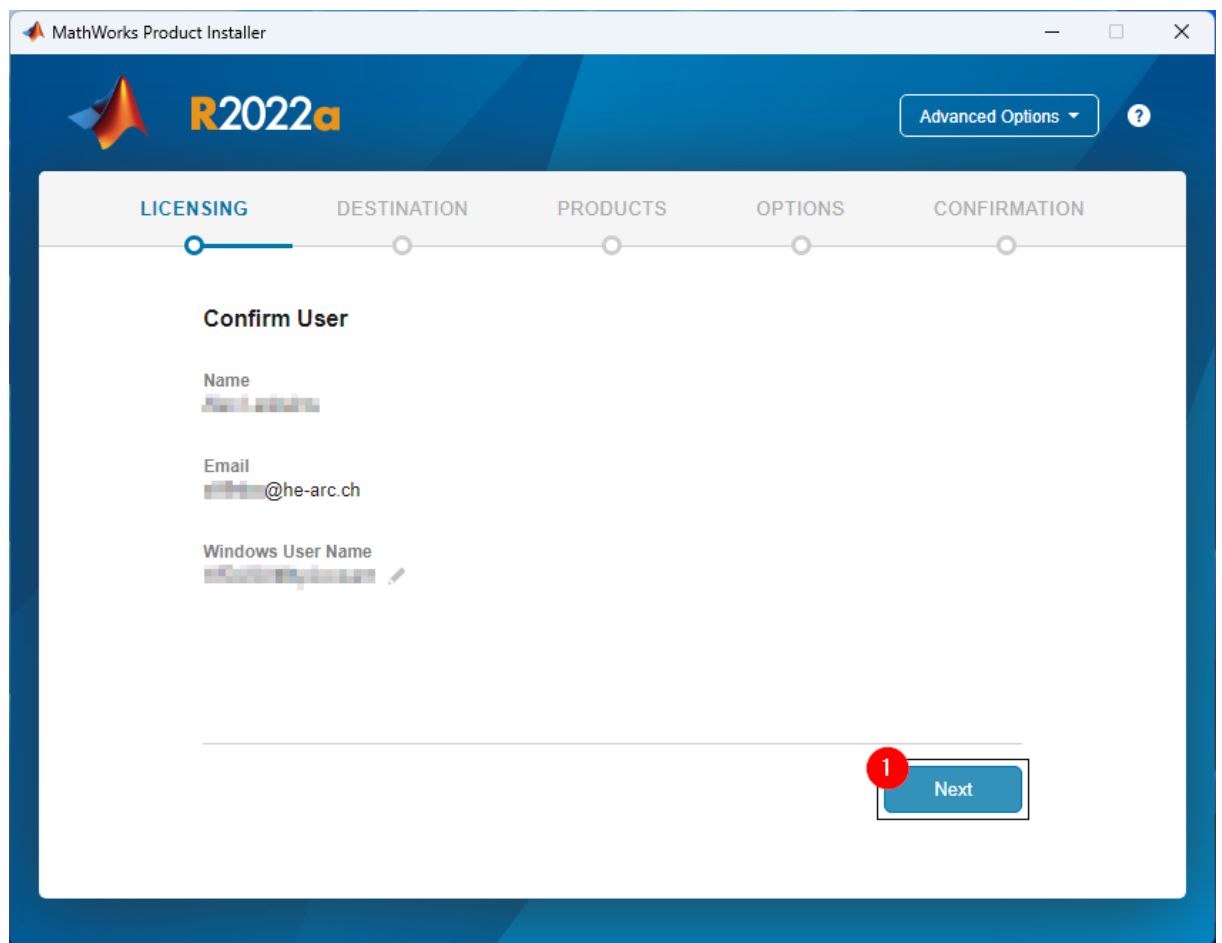 MathWorks Product Installer
R2022a
Advanced Options
?
LICENSING DESTINATION PRODUCTS OPTIONS CONFIRMATION
Confirm User
Name
Email
@he-arc.ch
Windows User Name
1
Next